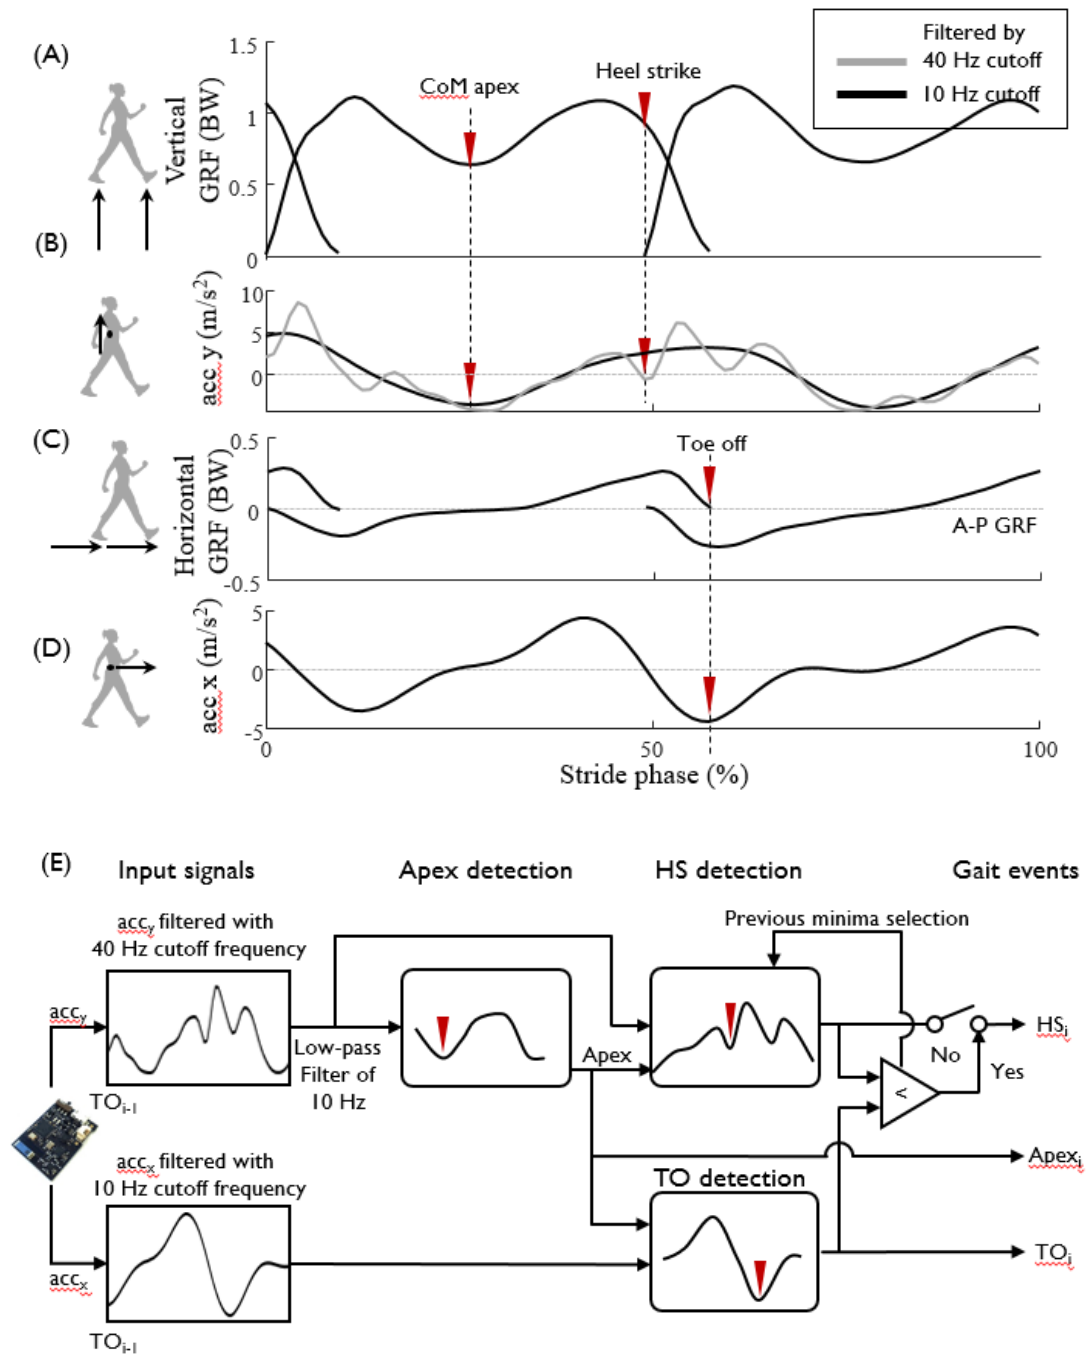 (A)
Filtered by
40 Hz cutoff
10 Hz cutoff
Vertical
GRF (BW)
1.5
1
0.5
0
CoM apex
Heel strike
(B)
acc y (m/s²)
10
5
0
(C)
Horizontal
GRF (BW)
0.5
0
-0.5
Toe off
A-P GRF
(D)
acc x (m/s²)
5
0
-5
0
50
100
Stride phase (%)
(E)
Input signals
Apex detection
HS detection
Gait events
accy filtered with
40 Hz cutoff frequency
Previous minima selection
accy
Low-pass
Filter of
10 Hz
Apex
No
Yes
<
HSi
TOi-1
accx filtered with
10 Hz cutoff frequency
TO detection
Apexi
accx
TOi
TOi-1